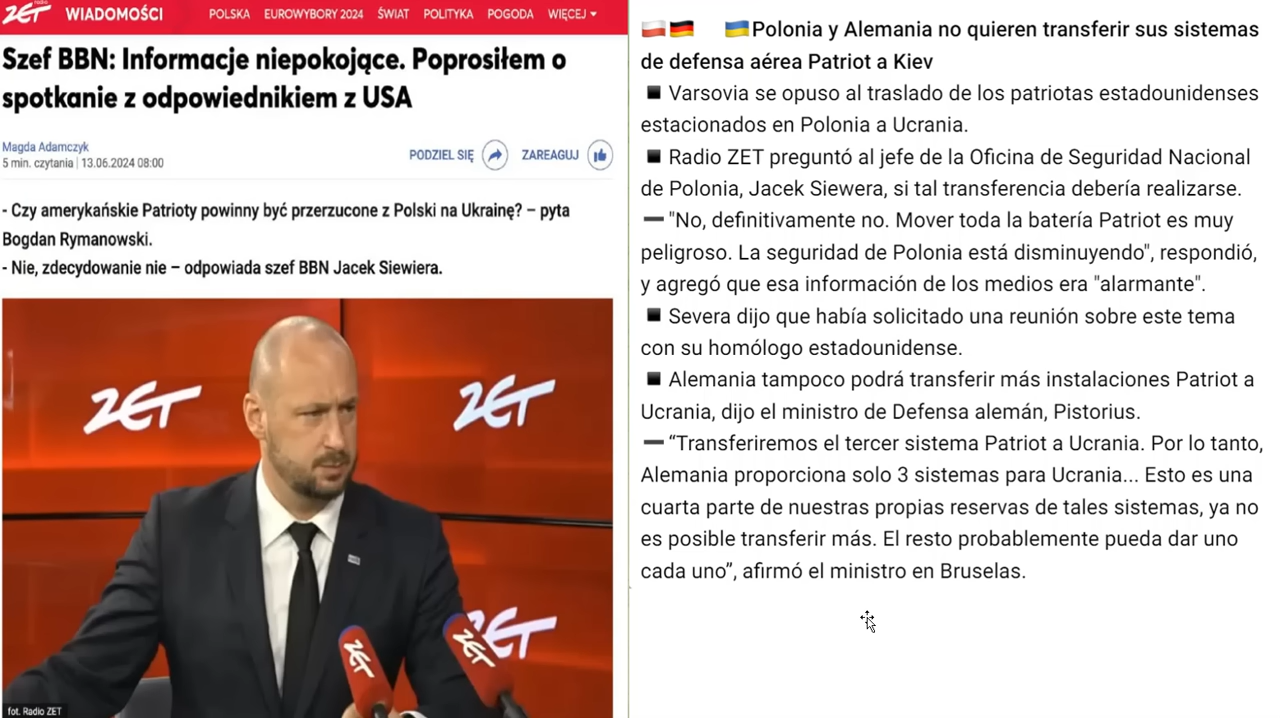 radio
ZET WIADOMOŚCI POLSKA EUROWYBORY 2024 ŚWIAT POLITYKA POGODA WIĘCEJ
Szef BBN: Informacje niepokojące. Poprosiłem o
spotkanie z odpowiednikiem z USA
Magda Adamczyk
5 min. czytania | 13.06.2024 08:00
PODZIEL SIĘ ZAREAGUJ
- Czy amerykańskie Patrioty powinny być przerzucone z Polski na Ukrainę? – pyta
Bogdan Rymanowski.
- Nie, zdecydowanie nie – odpowiada szef BBN Jacek Siewiera.
ZET
ZET
ZET
ZET
ZET
fot. Radio ZET
🇵🇱🇩🇪 🇺🇦Polonia y Alemania no quieren transferir sus sistemas
de defensa aérea Patriot a Kiev
◾Varsovia se opuso al traslado de los patriotas estadounidenses
estacionados en Polonia a Ucrania.
◾Radio ZET preguntó al jefe de la Oficina de Seguridad Nacional
de Polonia, Jacek Siewera, si tal transferencia debería realizarse.
➖"No, definitivamente no. Mover toda la batería Patriot es muy
peligroso. La seguridad de Polonia está disminuyendo", respondió,
y agregó que esa información de los medios era "alarmante".
◾Severa dijo que había solicitado una reunión sobre este tema
con su homólogo estadounidense.
◾Alemania tampoco podrá transferir más instalaciones Patriot a
Ucrania, dijo el ministro de Defensa alemán, Pistorius.
➖“Transferiremos el tercer sistema Patriot a Ucrania. Por lo tanto,
Alemania proporciona solo 3 sistemas para Ucrania... Esto es una
cuarta parte de nuestras propias reservas de tales sistemas, ya no
es posible transferir más. El resto probablemente pueda dar uno
cada uno”, afirmó el ministro en Bruselas.